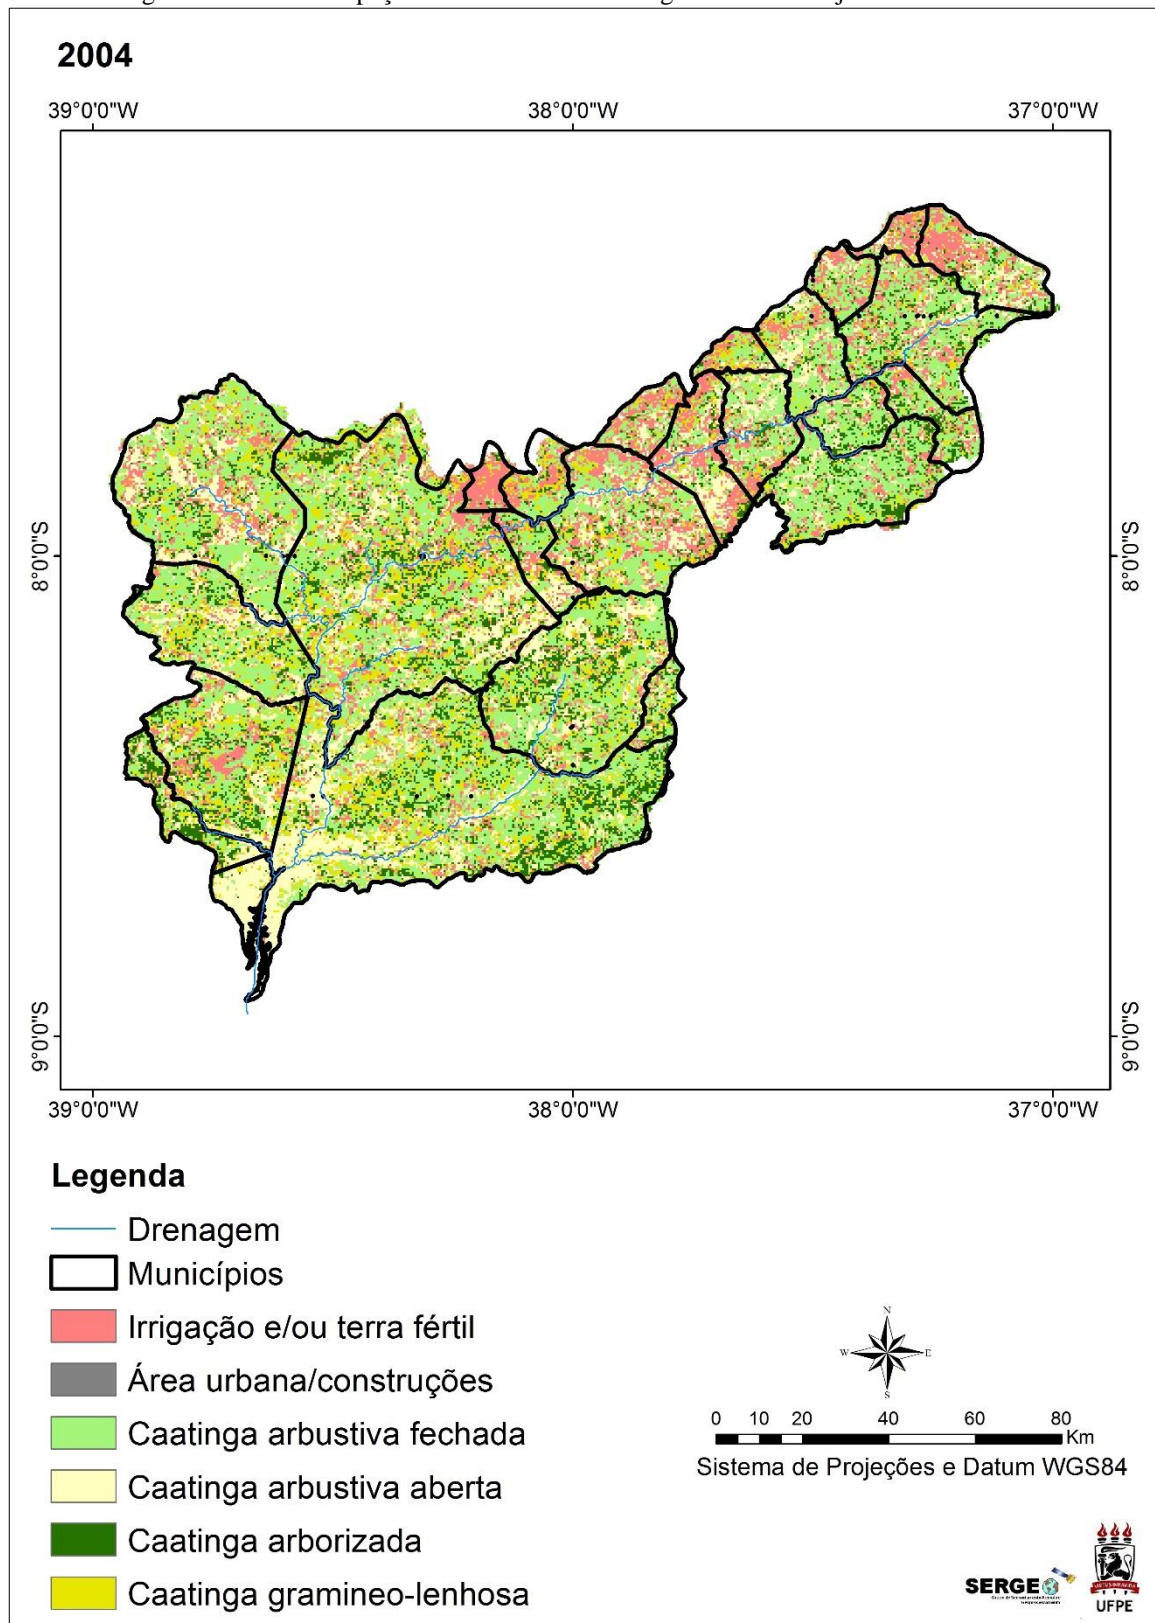 2004
39°0'0"W 38°0'0"W 37°0'0"W
8°0'0"S 8°0'0"S
9°0'0"S 9°0'0"S
39°0'0"W 38°0'0"W 37°0'0"W
Legenda
Drenagem
Municípios
Irrigação e/ou terra fértil
Área urbana/construções
Caatinga arbustiva fechada
Caatinga arbustiva aberta
Caatinga arborizada
Caatinga gramineo-lenhosa
N
W E
S
0 10 20 40 60 80
Km
Sistema de Projeções e Datum WGS84
SERGEO
UFPE